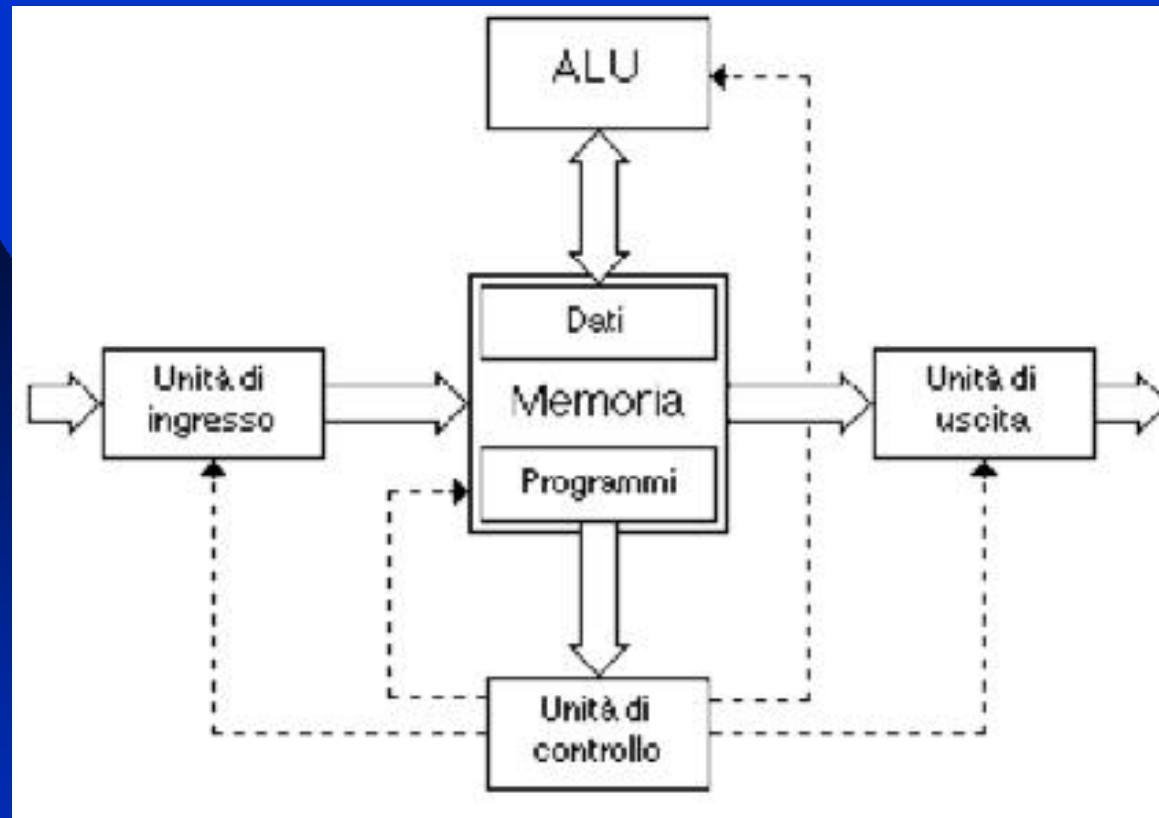 ALU
Dati
Unità di
ingresso
Memoria
Unità di
uscita
Programmi
Unità di
controllo